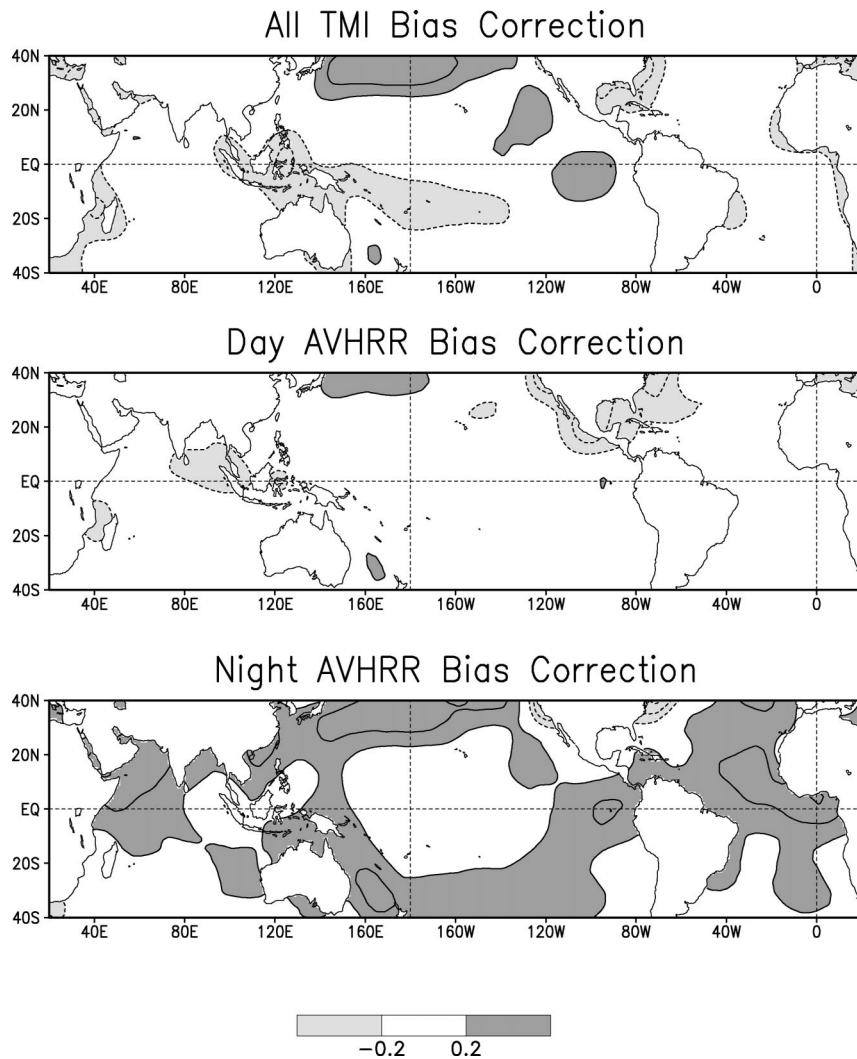 All TMI Bias Correction
40N
20N
EQ
20S
40S
40E 80E 120E 160E 160W 120W 80W 40W 0
Day AVHRR Bias Correction
40N
20N
EQ
20S
40S
40E 80E 120E 160E 160W 120W 80W 40W 0
Night AVHRR Bias Correction
40N
20N
EQ
20S
40S
40E 80E 120E 160E 160W 120W 80W 40W 0
−0.2 0.2